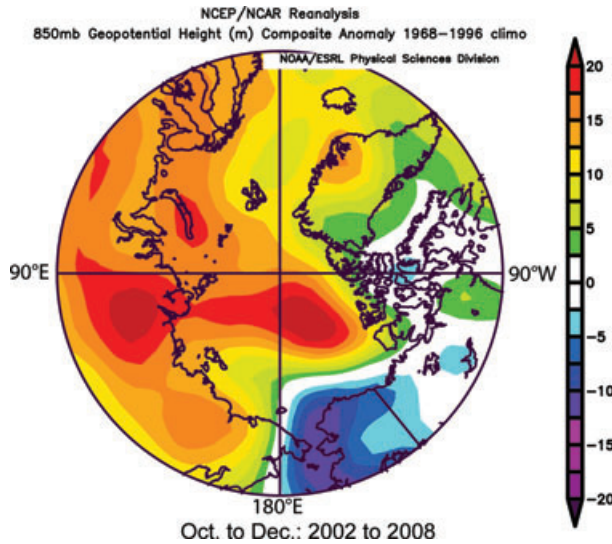 NCEP/NCAR Reanalysis
850mb Geopotential Height (m) Composite Anomaly 1968-1996 climo
NOAA/ESRL Physical Sciences Division
20
15
10
5
0
-5
-10
-15
-20
90°E
90°W
180°E
Oct. to Dec.: 2002 to 2008